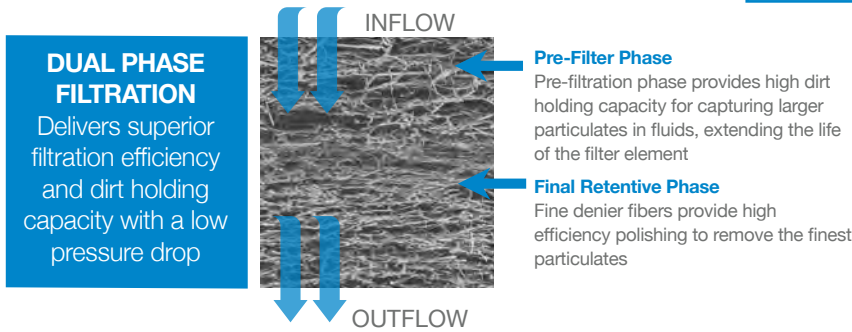 INFLOW
DUAL PHASE
FILTRATION
Delivers superior
filtration efficiency
and dirt holding
capacity with a low
pressure drop
Pre-Filter Phase
Pre-filtration phase provides high dirt
holding capacity for capturing larger
particulates in fluids, extending the life
of the filter element
Final Retentive Phase
Fine denier fibers provide high
efficiency polishing to remove the finest
particulates
OUTFLOW